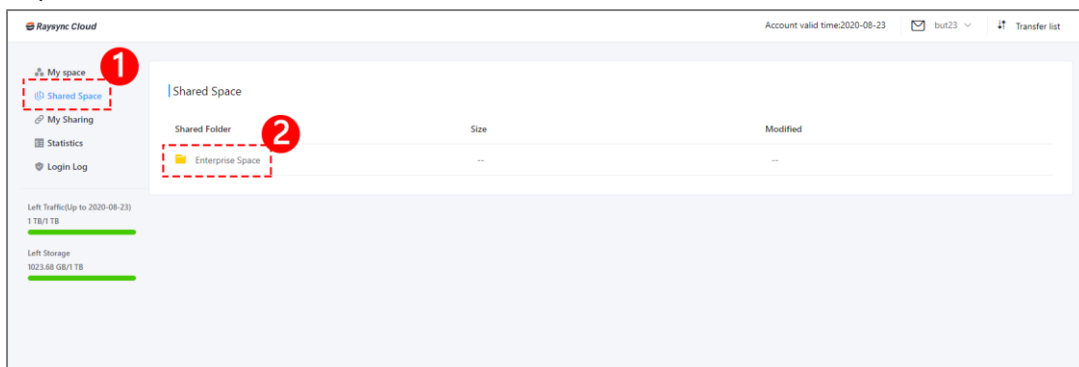 Raysync Cloud
Account valid time:2020-08-23 but23 Transfer list
My space
1
Shared Space
My Sharing
Statistics
Login Log
Left Traffic(Up to 2020-08-23)
1 TB/1 TB
Left Storage
1023.68 GB/1 TB
Shared Space
Shared Folder Size Modified
2
Enterprise Space -- --